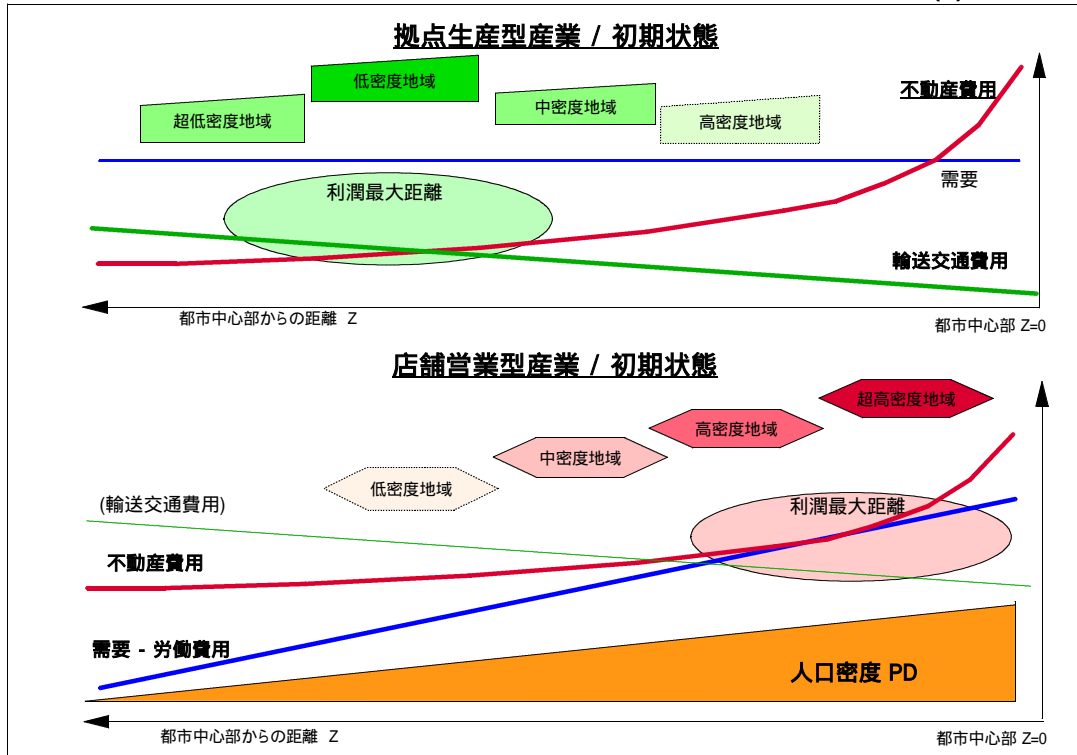 拠点生産型産業 / 初期状態
低密度地域
不動産費用
超低密度地域
中密度地域
高密度地域
需要
利潤最大距離
輸送交通費用
都市中心部からの距離 Z
都市中心部 Z=0
店舗営業型産業 / 初期状態
超高密度地域
高密度地域
中密度地域
低密度地域
(輸送交通費用)
利潤最大距離
不動産費用
需要 - 労働費用
人口密度 PD
都市中心部からの距離 Z
都市中心部 Z=0